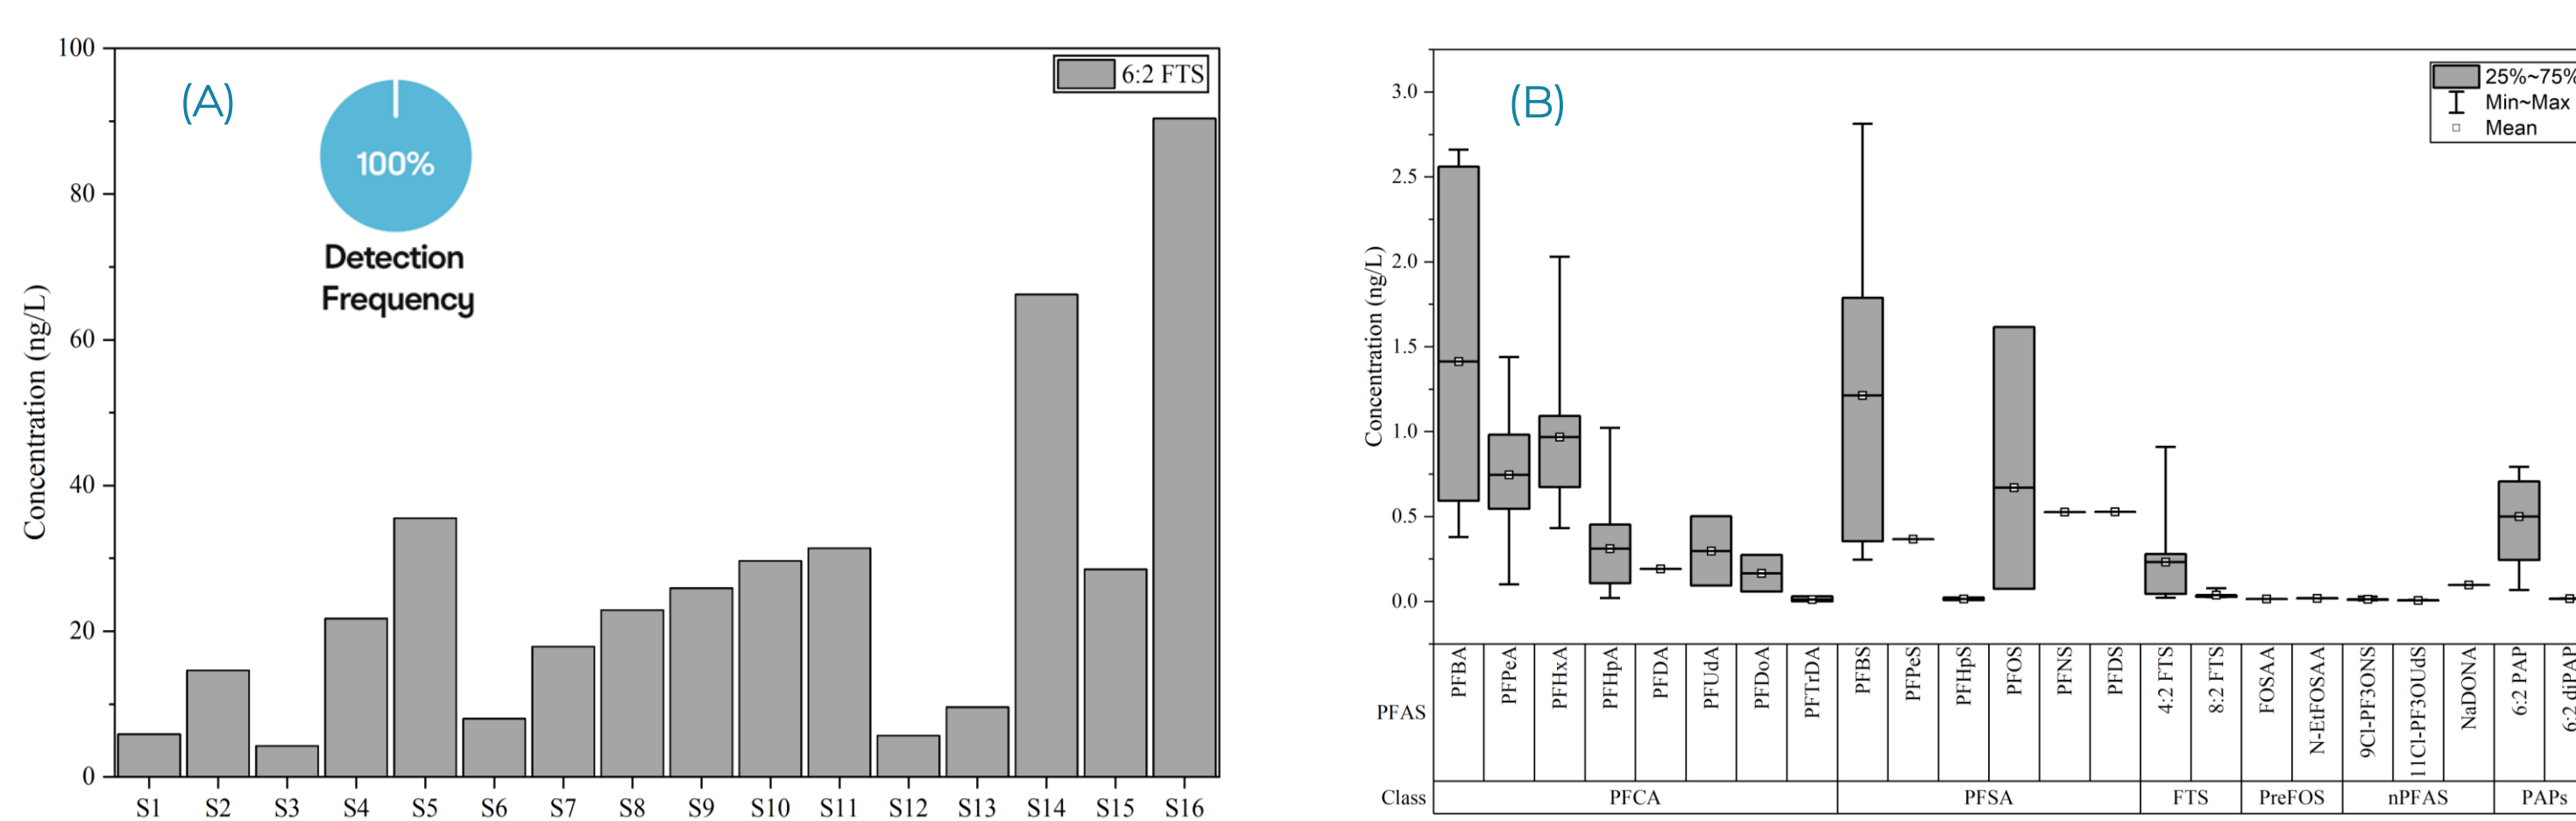 (A)
100%
Detection
Frequency
6:2 FTS
Concentration (ng/L)
100
80
60
40
20
0
S1 S2 S3 S4 S5 S6 S7 S8 S9 S10 S11 S12 S13 S14 S15 S16
(B)
25%~75%
Min~Max
Mean
Concentration (ng/L)
3.0
2.5
2.0
1.5
1.0
0.5
0.0
PFAS
PFBA
PFPeA
PFHxA
PFHpA
PFDA
PFUdA
PFDoA
PFTrDA
PFBS
PFPeS
PFHpS
PFOS
PFNS
PFDS
4:2 FTS
8:2 FTS
FOSAA
N-EtFOSAA
9Cl-PF3ONS
11Cl-PF3OUdS
NaDONA
6:2 PAP
6:2 diPAP
Class PFCA PFSA FTS PreFOS nPFAS PAPs